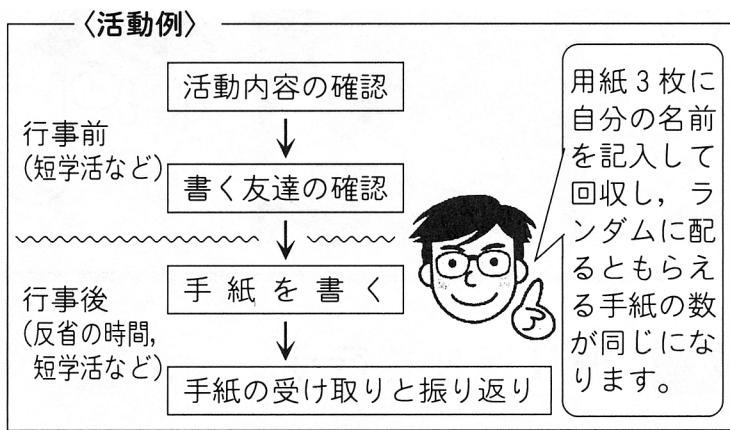 〈活動例〉
活動内容の確認
行事前
(短学活など)
書く友達の確認
手紙を書く
行事後
(反省の時間,
短学活など)
手紙の受け取りと振り返り
用紙3枚に
自分の名前
を記入して
回収し，ラ
ンダムに配
るともらえ
る手紙の数
が同じにな
ります。